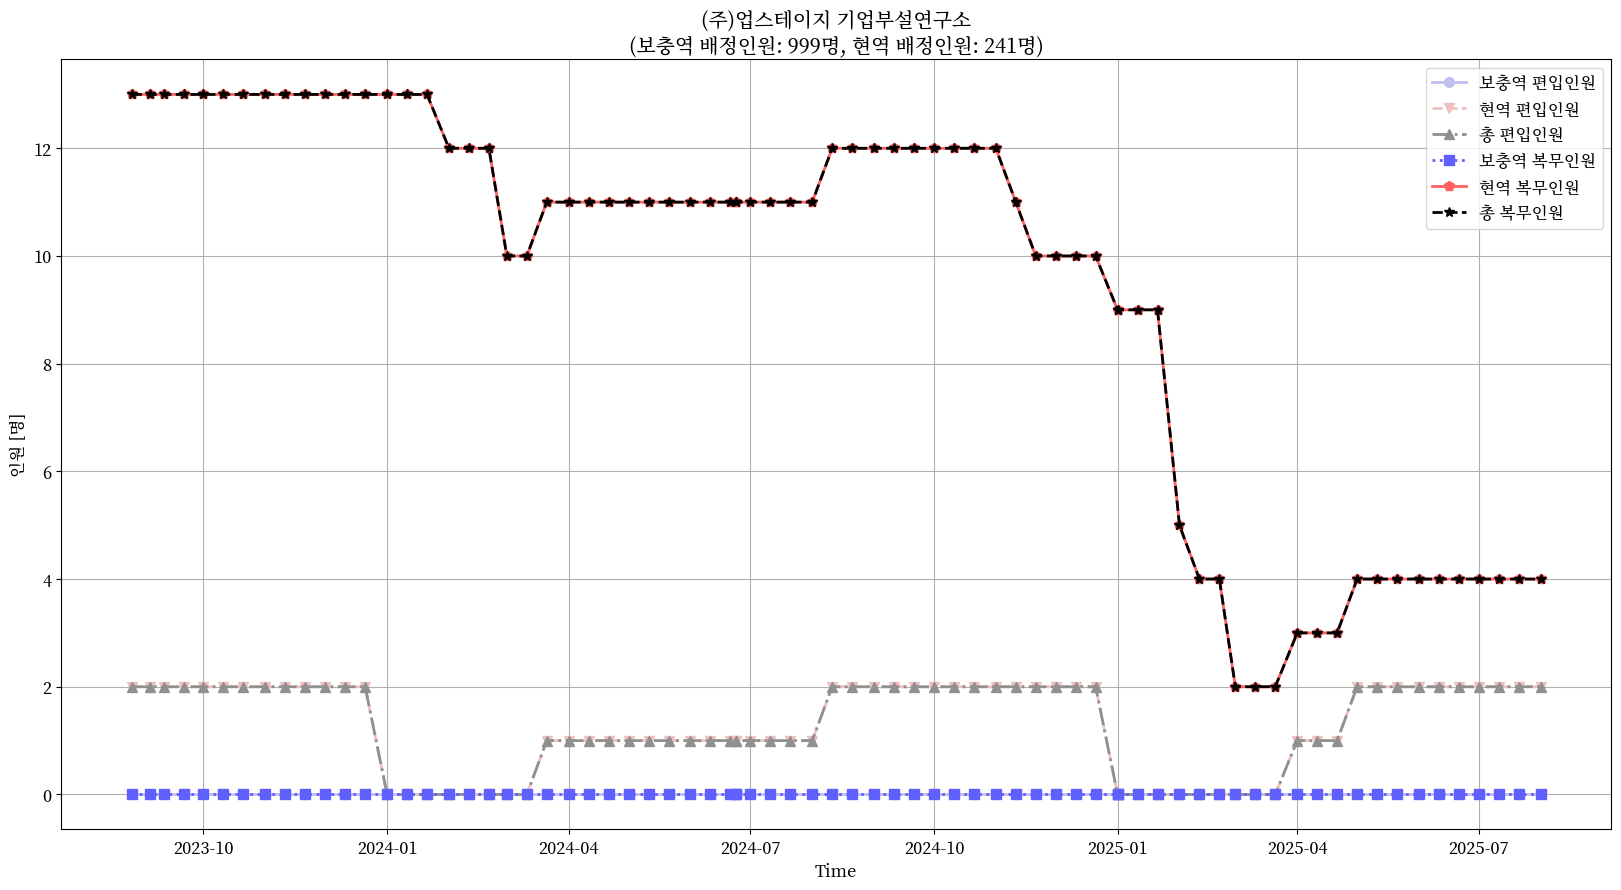 (주)업스테이지 기업부설연구소
(보충역 배정인원: 999명, 현역 배정인원: 241명)
보충역 편입인원
현역 편입인원
총 편입인원
보충역 복무인원
현역 복무인원
총 복무인원
인원 [명]
12
10
8
6
4
2
0
2023-10
2024-01
2024-04
2024-07
2024-10
2025-01
2025-04
2025-07
Time